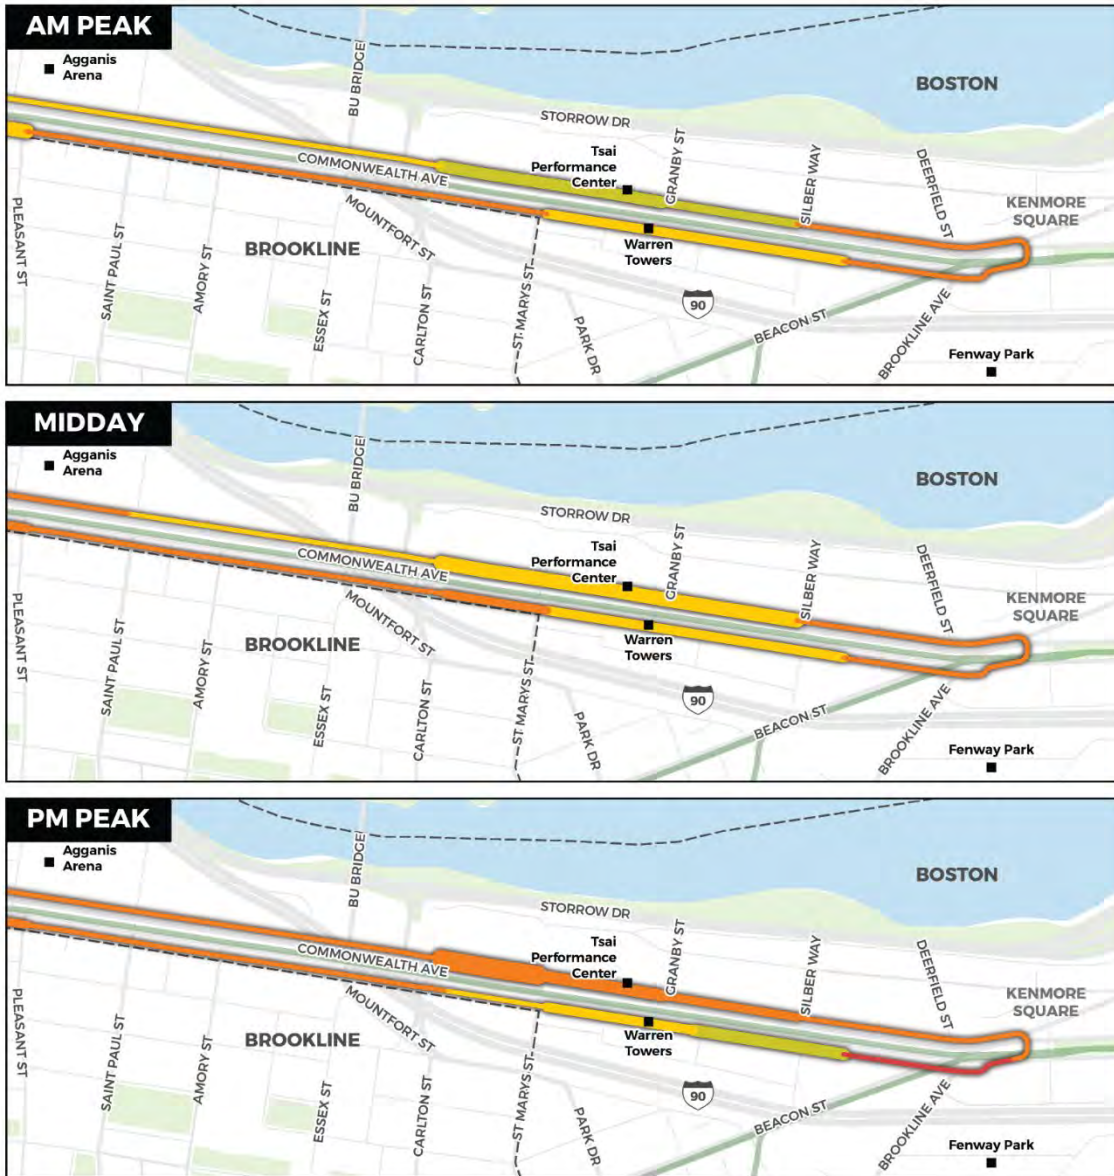 AM PEAK
Agganis
Arena
BU BRIDGE
BOSTON
STORROW DR
Tsai
Performance
Center
GRANBY ST
SILBER WAY
DEERFIELD ST
KENMORE
SQUARE
COMMONWEALTH AVE
PLEASANT ST
SAINT PAUL ST
AMORY ST
BROOKLINE
MOUNTFORT ST
ESSEX ST
CARLTON ST
ST MARYS ST
Warren
Towers
PARK DR
90
BEACON ST
BROOKLINE AVE
Fenway Park
MIDDAY
Agganis
Arena
BU BRIDGE
BOSTON
STORROW DR
Tsai
Performance
Center
GRANBY ST
SILBER WAY
DEERFIELD ST
KENMORE
SQUARE
COMMONWEALTH AVE
PLEASANT ST
SAINT PAUL ST
AMORY ST
BROOKLINE
MOUNTFORT ST
ESSEX ST
CARLTON ST
ST MARYS ST
Warren
Towers
PARK DR
90
BEACON ST
BROOKLINE AVE
Fenway Park
PM PEAK
Agganis
Arena
BU BRIDGE
BOSTON
STORROW DR
Tsai
Performance
Center
GRANBY ST
SILBER WAY
DEERFIELD ST
KENMORE
SQUARE
COMMONWEALTH AVE
PLEASANT ST
SAINT PAUL ST
AMORY ST
BROOKLINE
MOUNTFORT ST
ESSEX ST
CARLTON ST
ST MARYS ST
Warren
Towers
PARK DR
90
BEACON ST
BROOKLINE AVE
Fenway Park